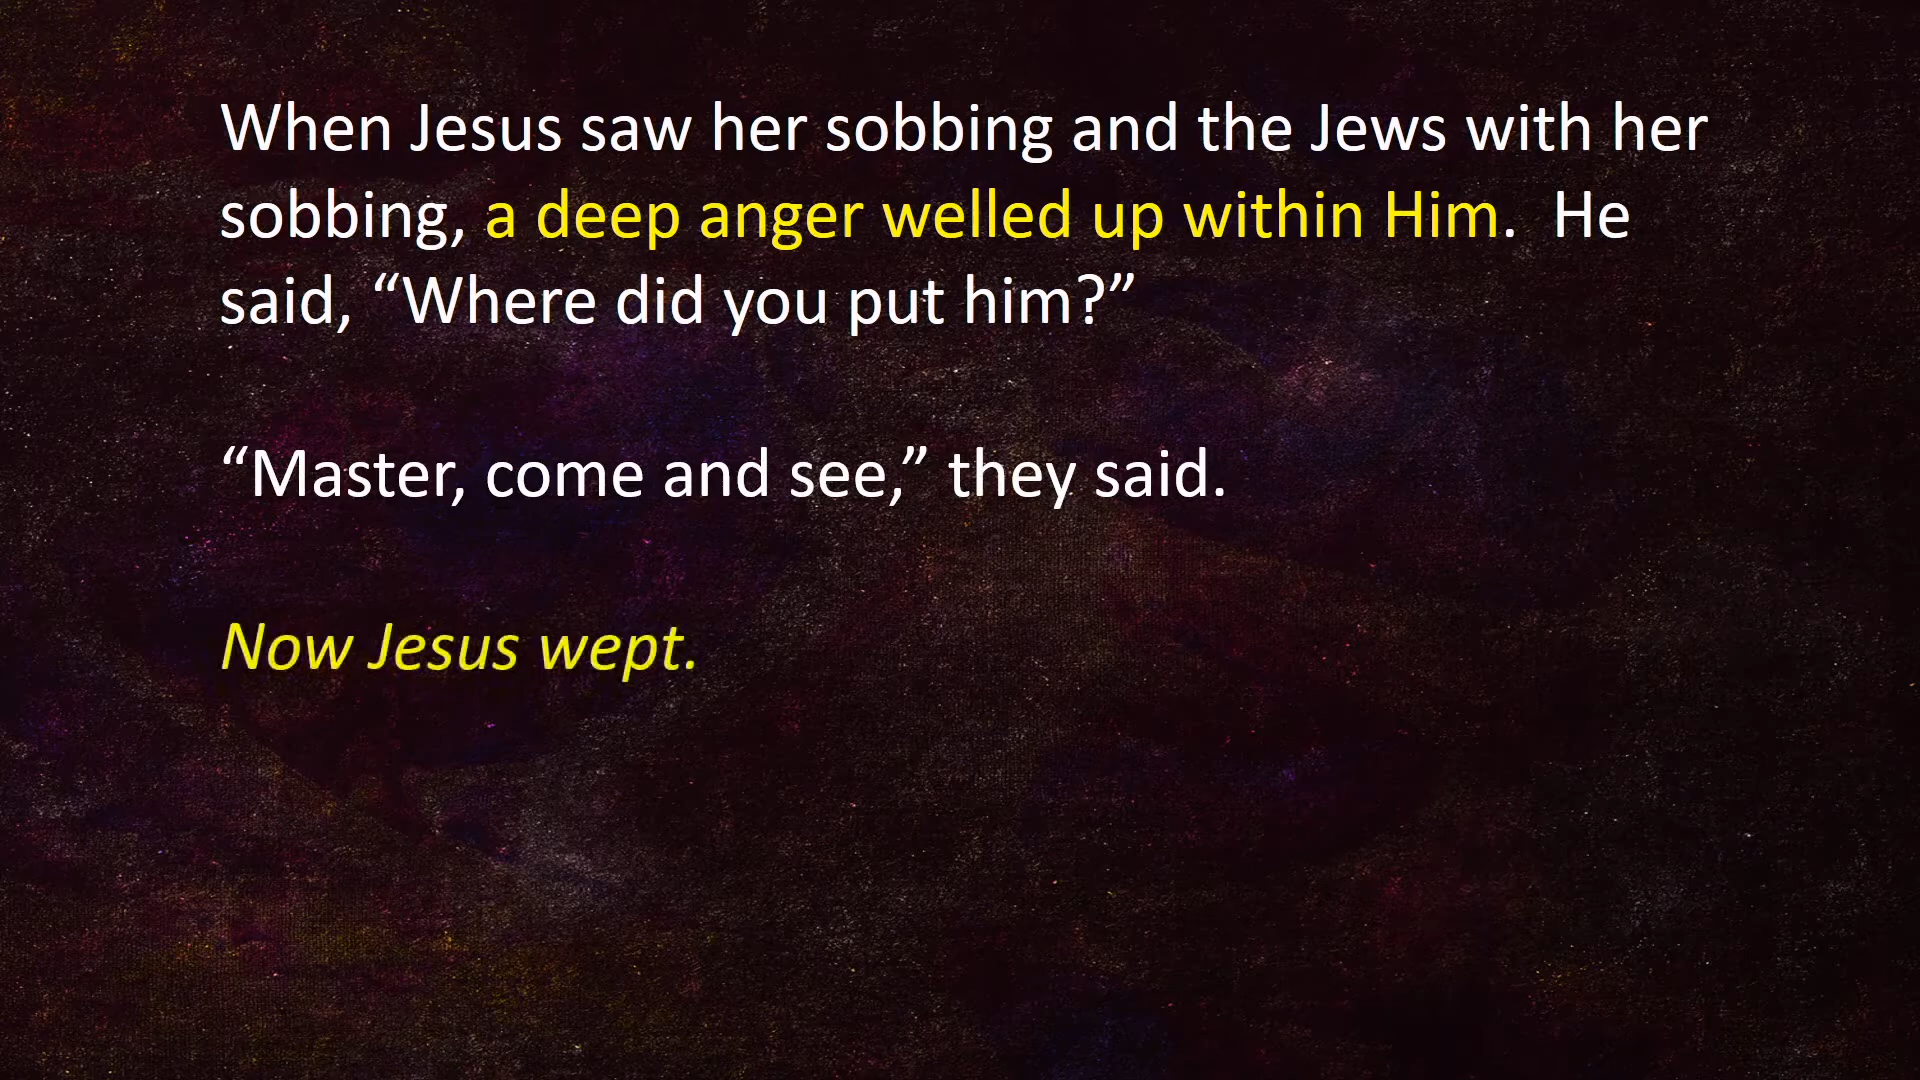 When Jesus saw her sobbing and the Jews with her
sobbing, a deep anger welled up within Him.  He
said, “Where did you put him?”
“Master, come and see,” they said.
Now Jesus wept.